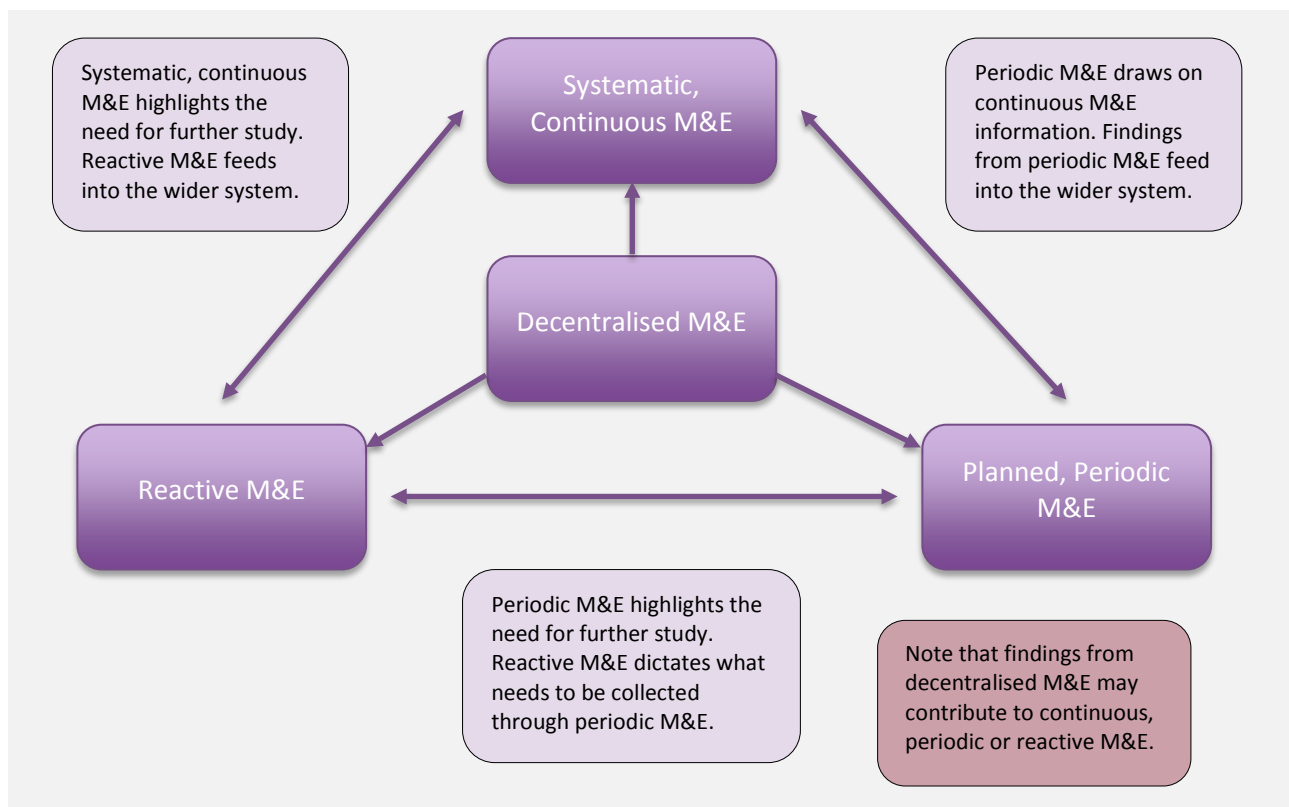 Systematic, continuous
M&E highlights the
need for further study.
Reactive M&E feeds
into the wider system.
Systematic,
Continuous M&E
Periodic M&E draws on
continuous M&E
information. Findings
from periodic M&E feed
into the wider system.
Decentralised M&E
Reactive M&E
Planned, Periodic
M&E
Periodic M&E highlights the
need for further study.
Reactive M&E dictates what
needs to be collected
through periodic M&E.
Note that findings from
decentralised M&E may
contribute to continuous,
periodic or reactive M&E.